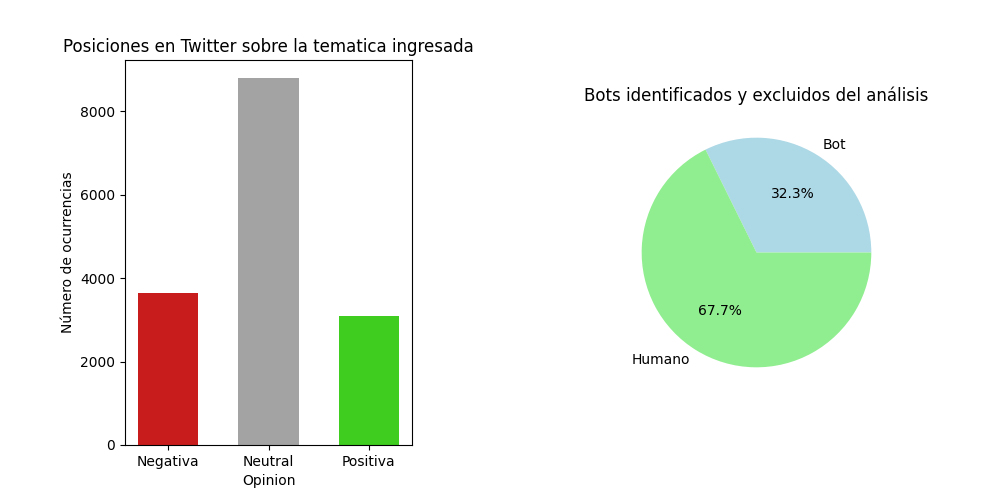 Posiciones en Twitter sobre la tematica ingresada
Número de ocurrencias
8000
6000
4000
2000
0
Negativa
Neutral
Positiva
Opinion
Bots identificados y excluidos del análisis
Bot
32.3%
67.7%
Humano